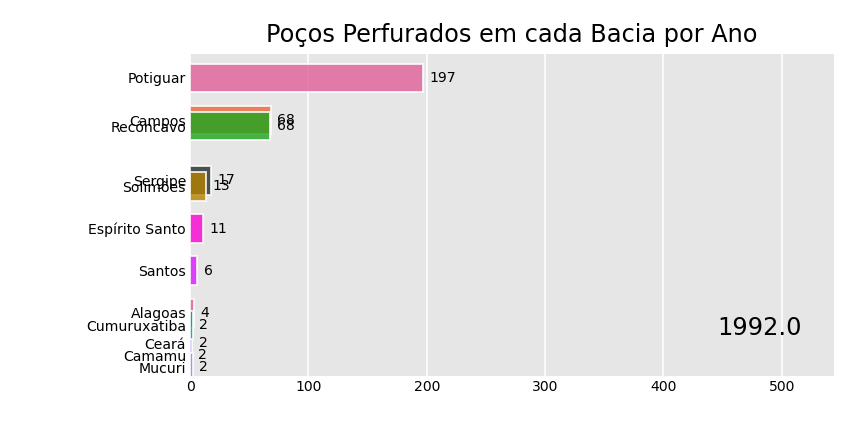 Poços Perfurados em cada Bacia por Ano
Potiguar 197
Campos 68
Recôncavo 68
Sergipe 17
Solimões 13
Espírito Santo 11
Santos 6
Alagoas 4
Cumuruxatiba 2
Ceará 2
Camamu 2
Mucuri 2
1992.0
0 100 200 300 400 500